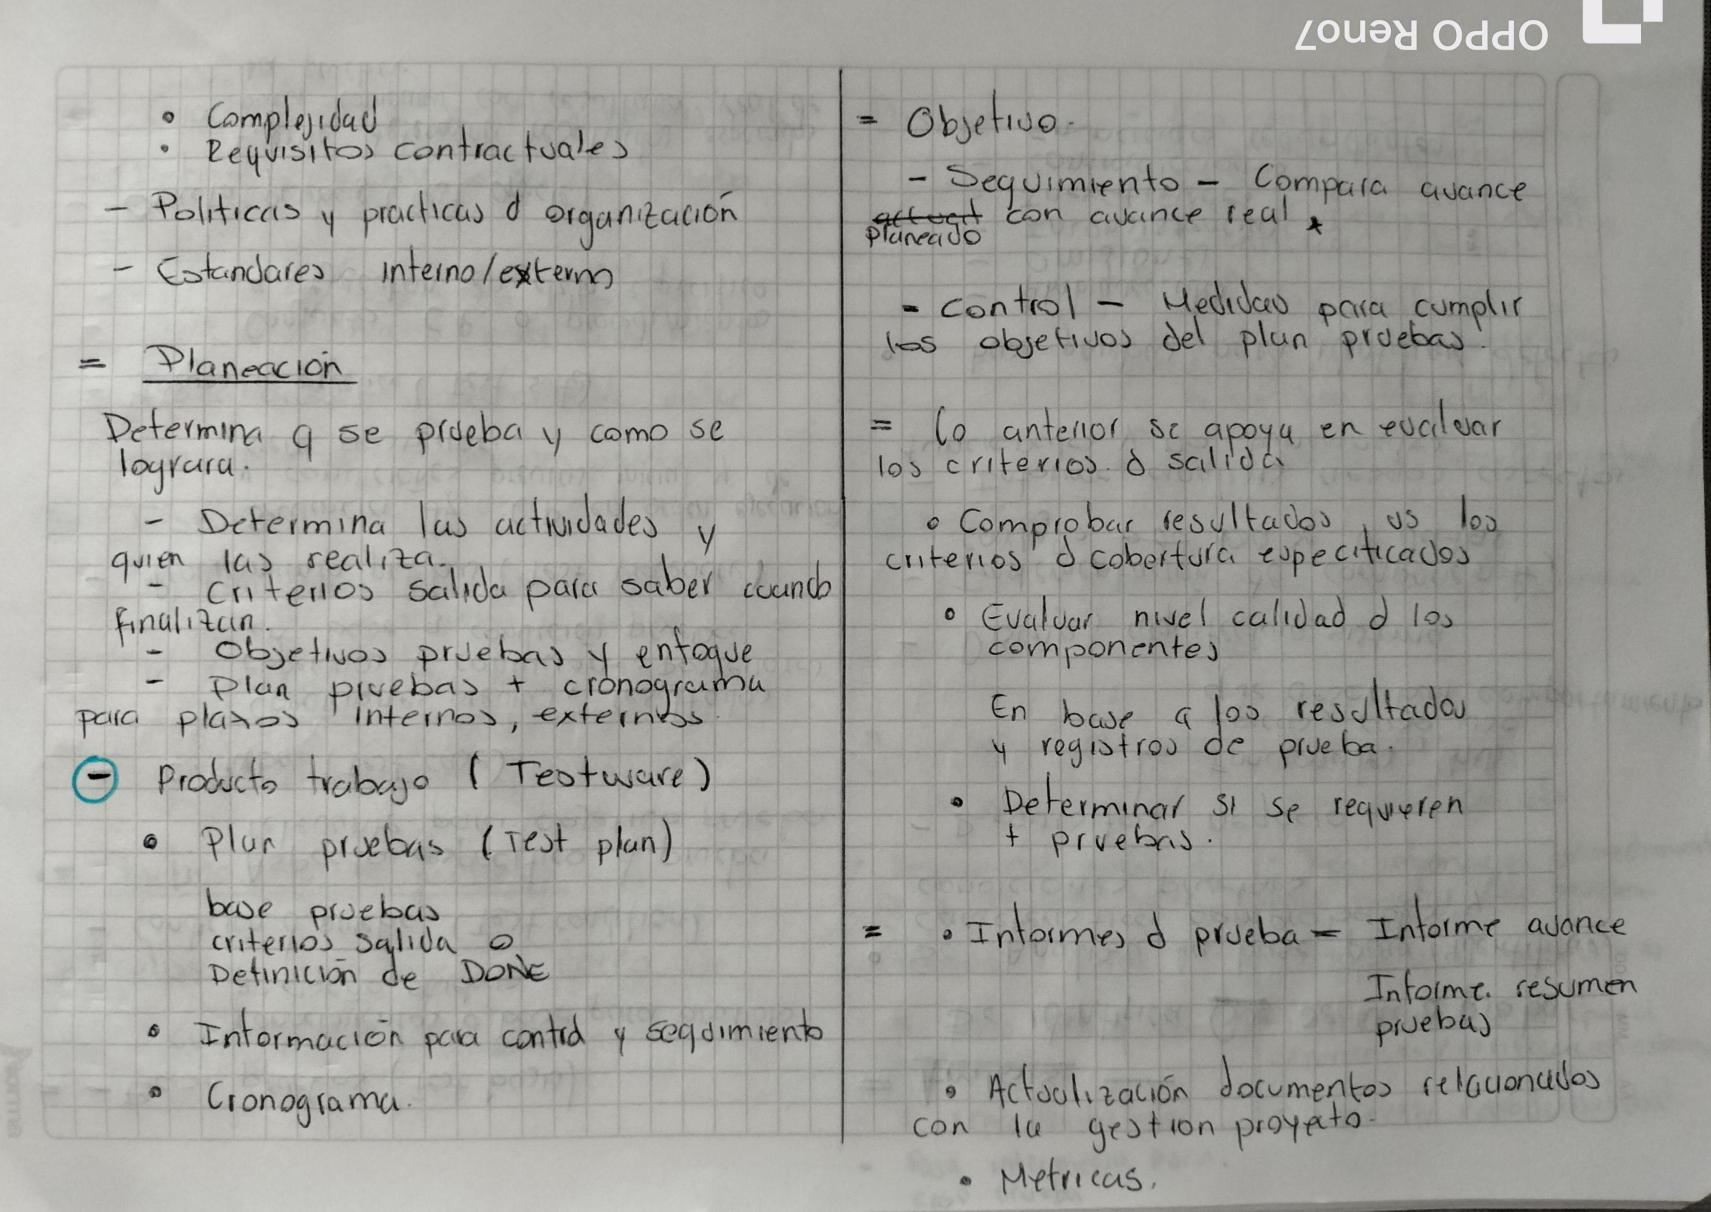 OPPO Reno7
• Complejidad
• Requisitos contractuales
- Politicas y practicas d organización
- Estandares interno/externo
= Planeación
Determina q se prueba y como se
lograra.
- Determina las actividades y
quien las realiza.
- Criterios salida para saber cuando
finalizan.
- Objetivos pruebas y enfoque
- Plan pruebas + cronograma
para plazos internos, externos.
- Producto trabajo (Testware)
• Plan pruebas (Test plan)
base pruebas
criterios salida o
Definición de DONE
• Información para control y seguimiento
• Cronograma.
= Objetivo.
- Seguimiento - Compara avance
actual con avance real *
planeado
- Control - Medidas para cumplir
los objetivos del plan pruebas.
= Lo anterior se apoya en evaluar
los criterios d salida
• Comprobar resultados, vs los
criterios d cobertura especificados
• Evaluar nivel calidad d los
componentes
En base a los resultados
y registros de prueba.
• Determinar si se requieren
+ pruebas.
= • Informes d prueba - Informe avance
Informe. resumen
pruebas
• Actualización documentos relacionados
con la gestion proyecto.
• Metricas.